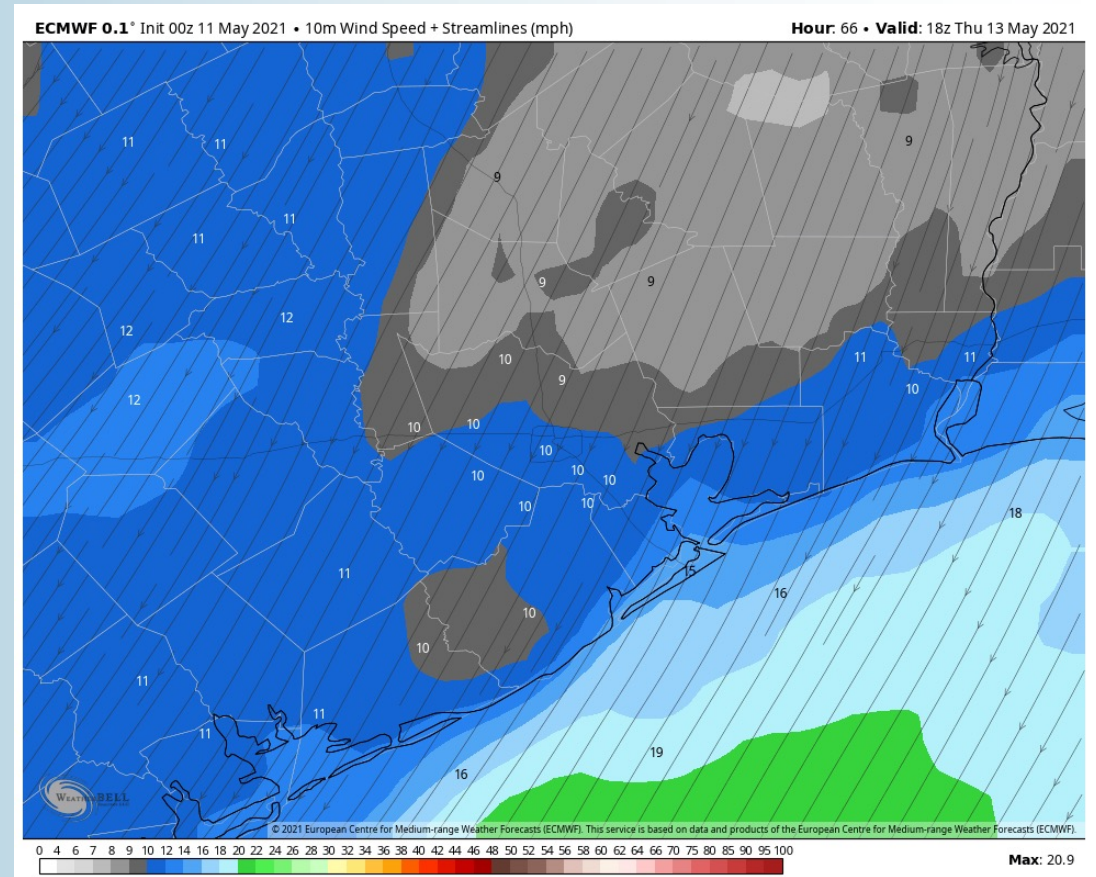 ECMWF 0.1° Init 00z 11 May 2021 • 10m Wind Speed + Streamlines (mph)
Hour: 66 • Valid: 18z Thu 13 May 2021
11 11 9 9
11 11
9 9
12 12
10 11 11
9 10
12
10 10
10
10 10 10
10 10
18
11 15
16
10
10
11
11
11
19
16
WEATHERBELL
© 2021 European Centre for Medium-range Weather Forecasts (ECMWF). This service is based on data and products of the European Centre for Medium-range Weather Forecasts (ECMWF).
0 4 6 7 8 9 10 12 14 16 17 18 20 22 23 24 26 28 30 32 34 36 38 40 42 44 46 48 50 52 54 56 58 60 62 64 66 70 75 80 85 90 95 100
Max: 20.9